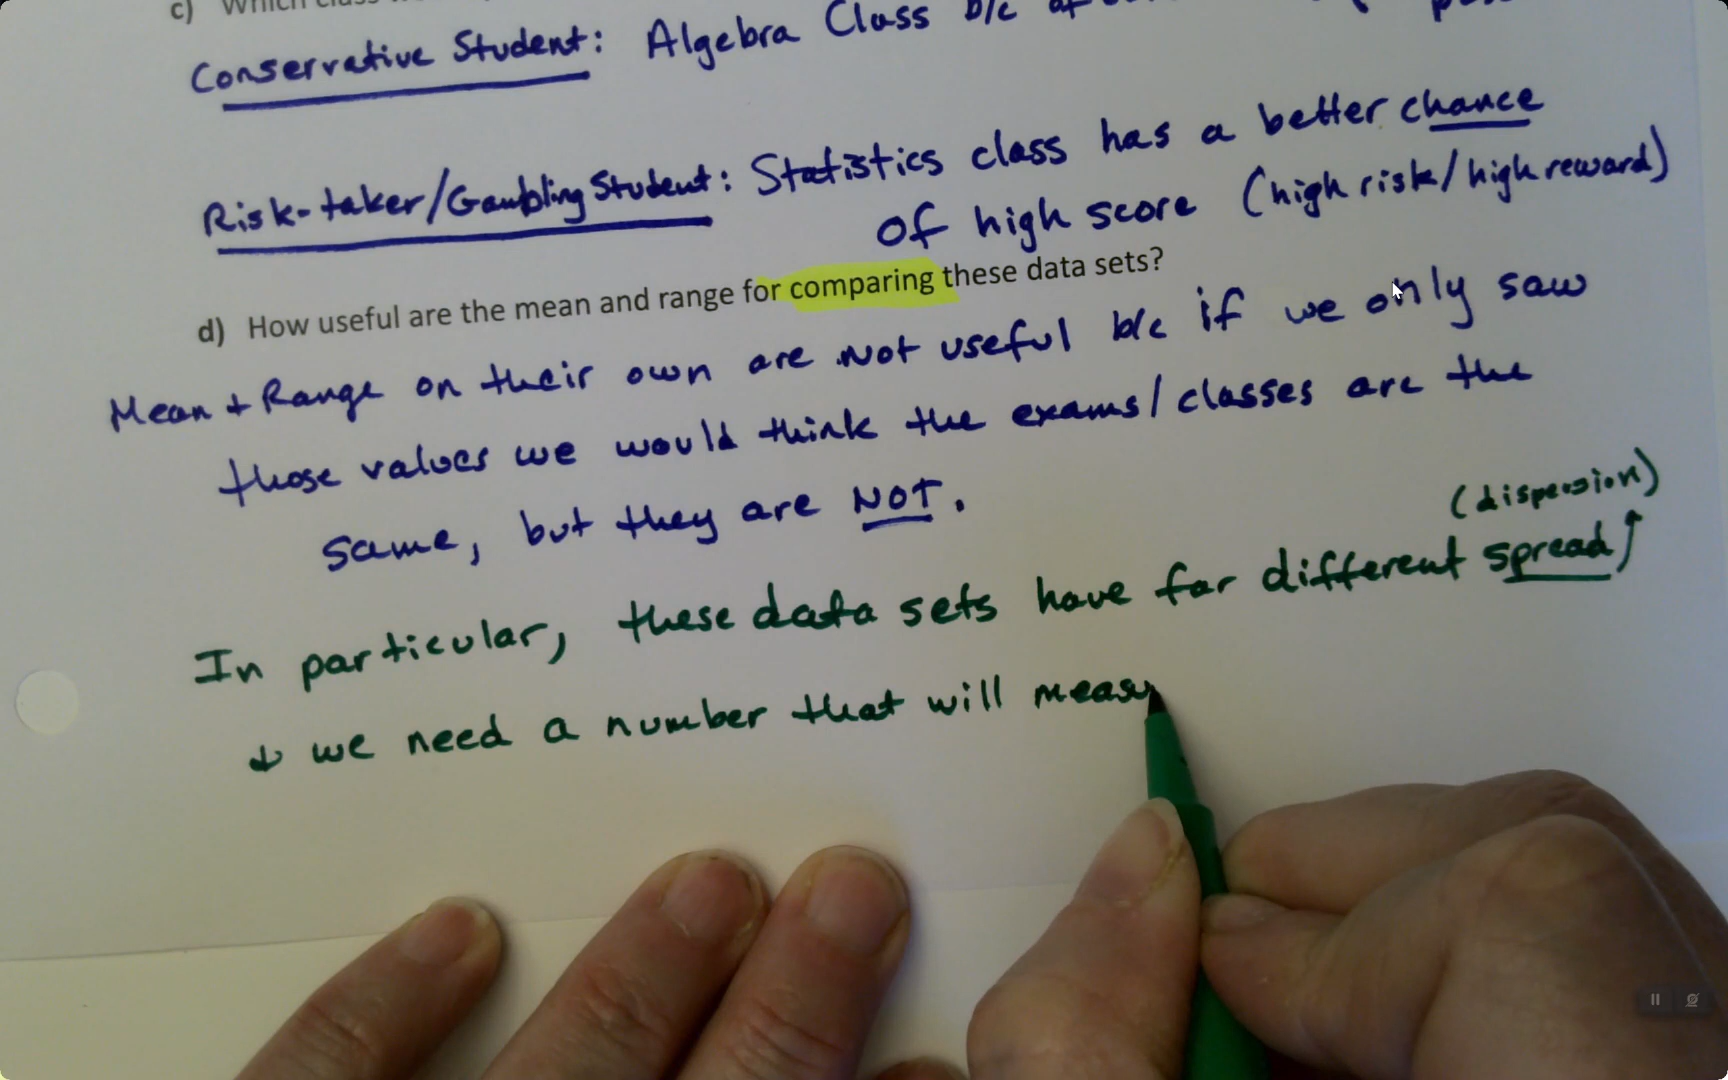 c) Which class
Conservative Student: Algebra Class b/c of
Risk-taker/Gambling Student: Statistics class has a better chance
of high score (high risk/high reward)
d) How useful are the mean and range for comparing these data sets?
Mean + Range on their own are Not useful b/c if we only saw
those values we would think the exams/classes are the
same, but they are NOT.
(dispersion)
In particular, these data sets have far different spread
↓ we need a number that will measu